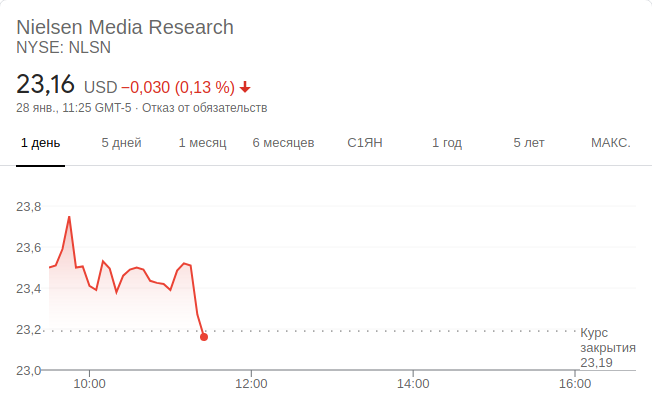 Nielsen Media Research
NYSE: NLSN
23,16 USD −0,030 (0,13 %)
28 янв., 11:25 GMT-5 · Отказ от обязательств
1 день 5 дней 1 месяц 6 месяцев С1ЯН 1 год 5 лет МАКС.
23,8
23,6
23,4
23,2
23,0
Курс
закрытия
23,19
10:00 12:00 14:00 16:00